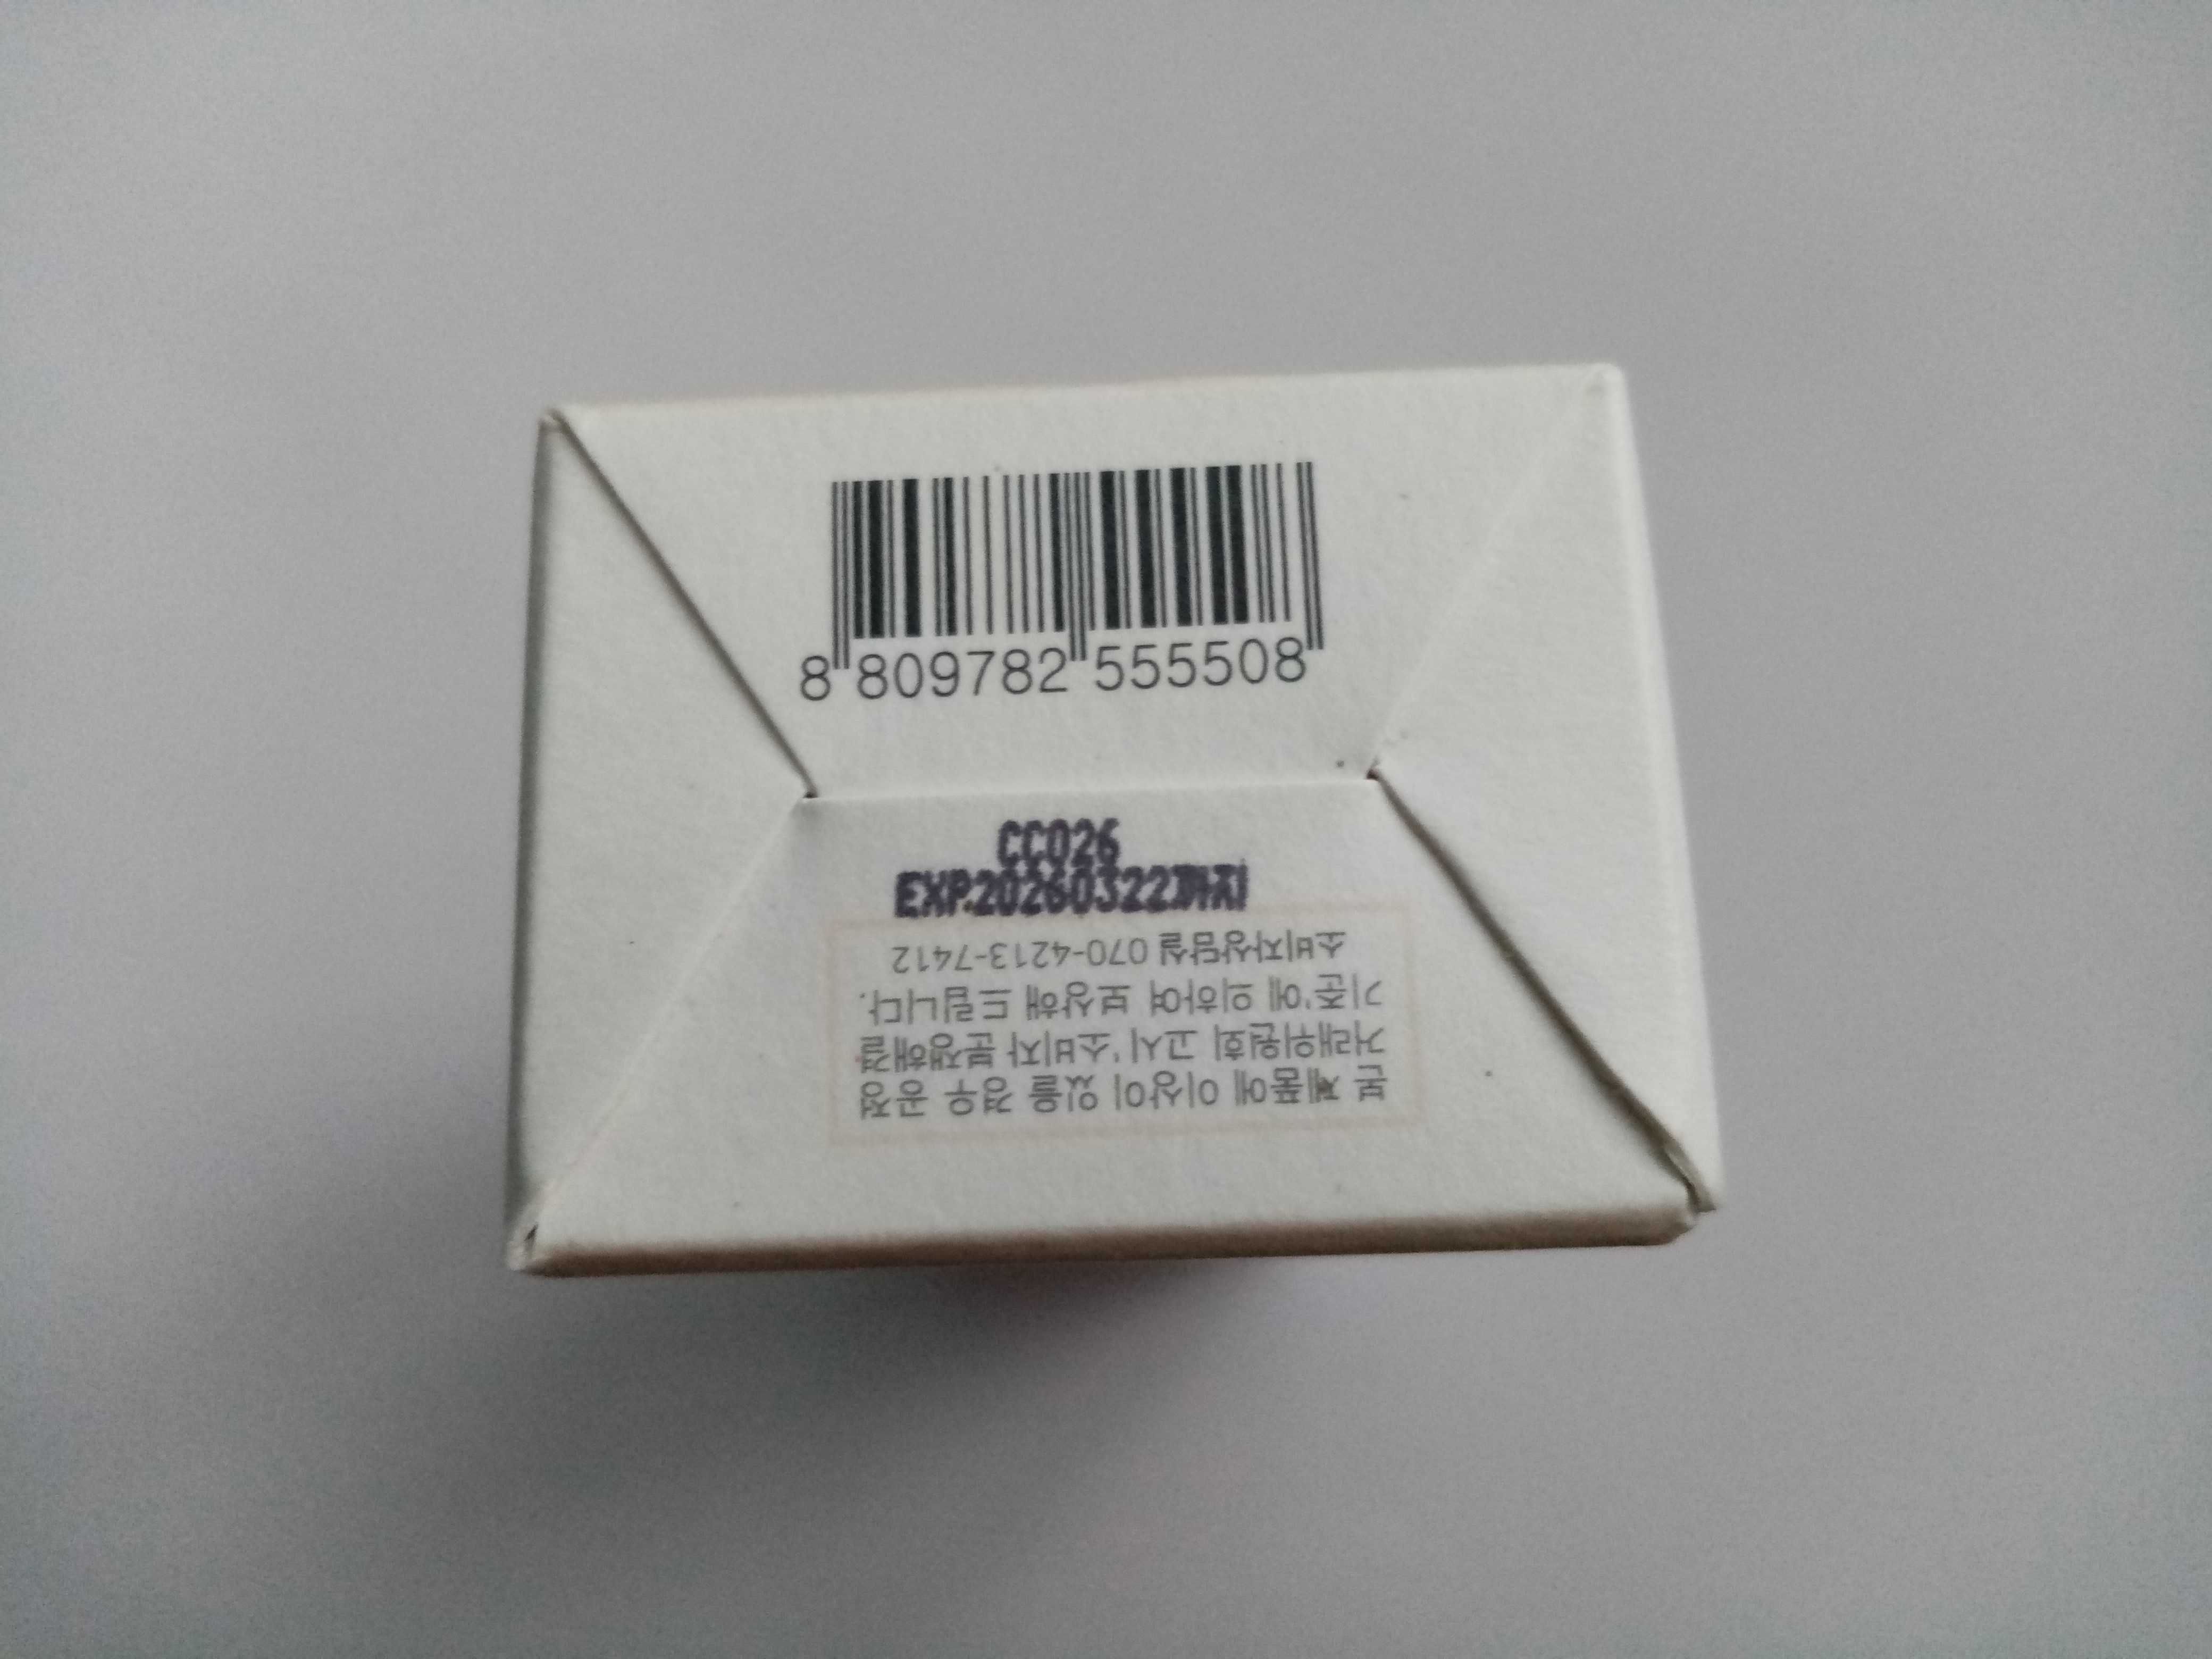 8 809782 555508
CC026
EXP.20260322까지
본 제품에 이상이 있을 경우 공정
거래위원회 고시 '소비자 분쟁해결
기준'에 의하여 보상해 드립니다.
소비자상담실 070-4213-7412